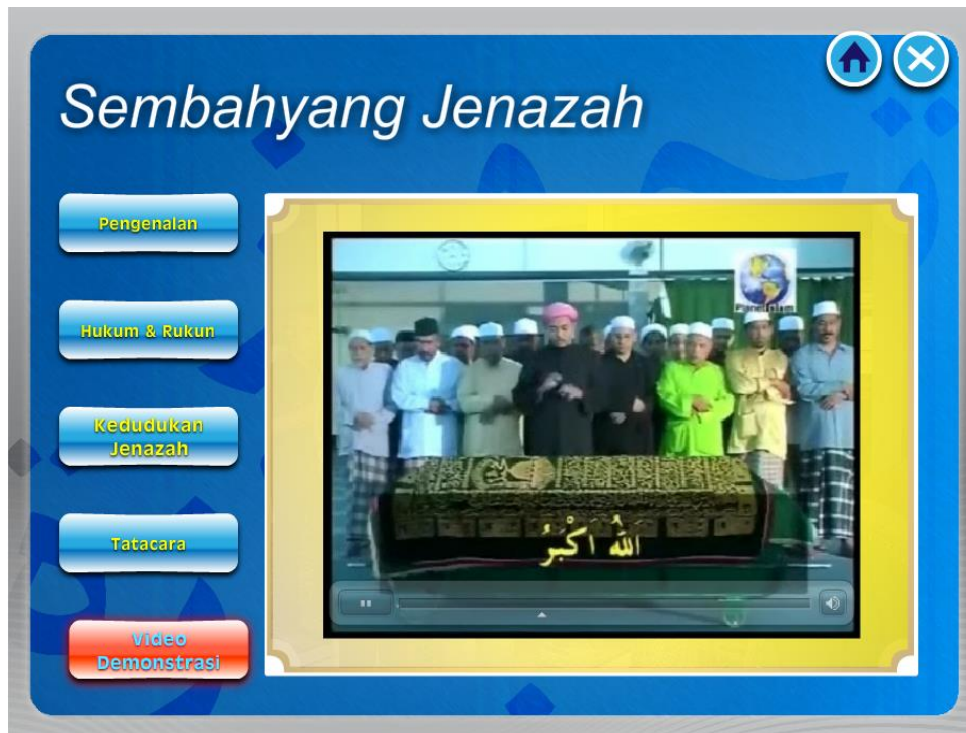 Sembahyang Jenazah
Pengenalan
Hukum & Rukun
Kedudukan
Jenazah
Tatacara
Video
Demonstrasi
اللهُ اَكْبَرُ